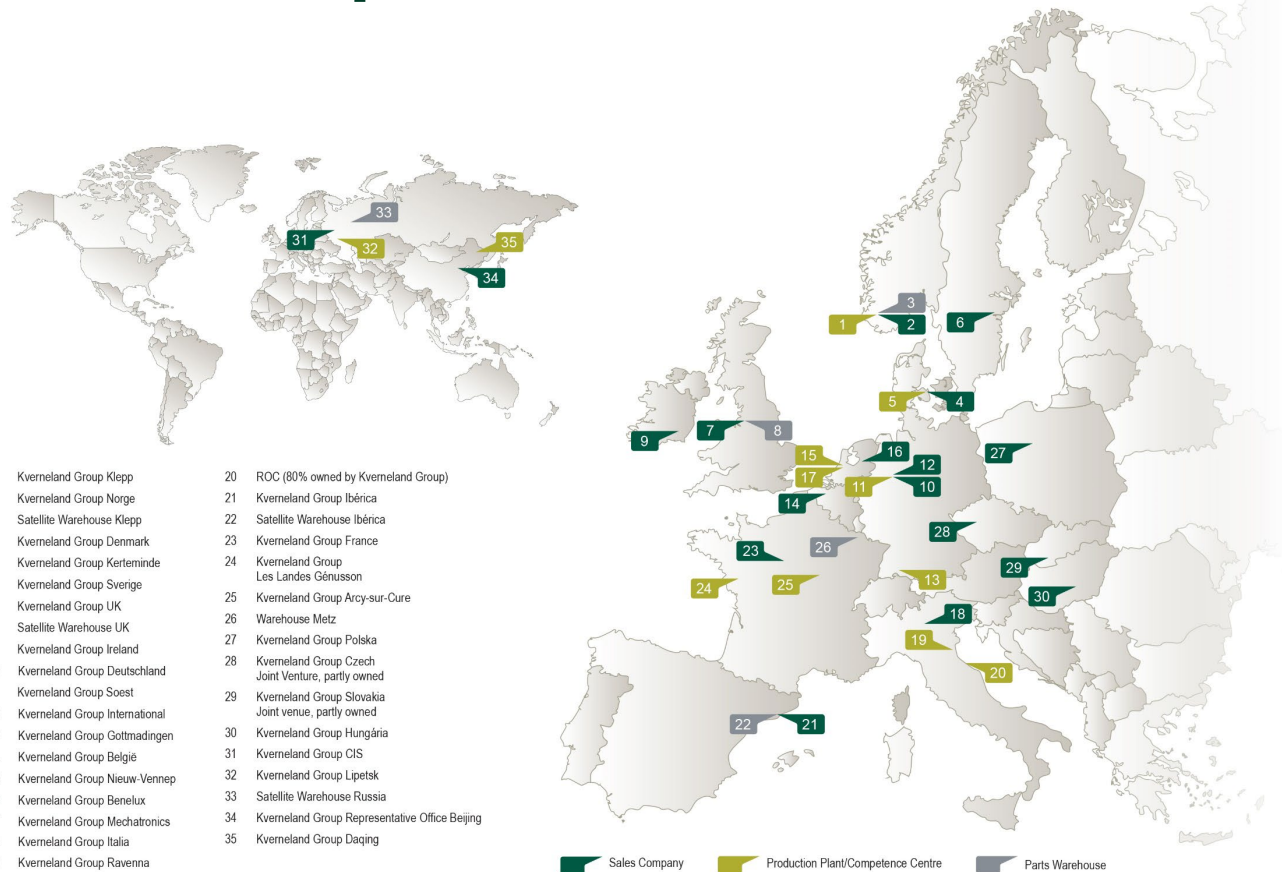 33
31
32
35
34
3
1
2
6
5
4
7
8
9
15
16
12
17
11
10
14
27
28
23
26
29
24
25
13
30
18
19
20
22
21
Kverneland Group Klepp
Kverneland Group Norge
Satellite Warehouse Klepp
Kverneland Group Denmark
Kverneland Group Kerteminde
Kverneland Group Sverige
Kverneland Group UK
Satellite Warehouse UK
Kverneland Group Ireland
Kverneland Group Deutschland
Kverneland Group Soest
Kverneland Group International
Kverneland Group Gottmadingen
Kverneland Group België
Kverneland Group Nieuw-Vennep
Kverneland Group Benelux
Kverneland Group Mechatronics
Kverneland Group Italia
Kverneland Group Ravenna
20 ROC (80% owned by Kverneland Group)
21 Kverneland Group Ibérica
22 Satellite Warehouse Ibérica
23 Kverneland Group France
24 Kverneland Group
Les Landes Génusson
25 Kverneland Group Arcy-sur-Cure
26 Warehouse Metz
27 Kverneland Group Polska
28 Kverneland Group Czech
Joint Venture, partly owned
29 Kverneland Group Slovakia
Joint venue, partly owned
30 Kverneland Group Hungária
31 Kverneland Group CIS
32 Kverneland Group Lipetsk
33 Satellite Warehouse Russia
34 Kverneland Group Representative Office Beijing
35 Kverneland Group Daqing
Sales Company
Production Plant/Competence Centre
Parts Warehouse